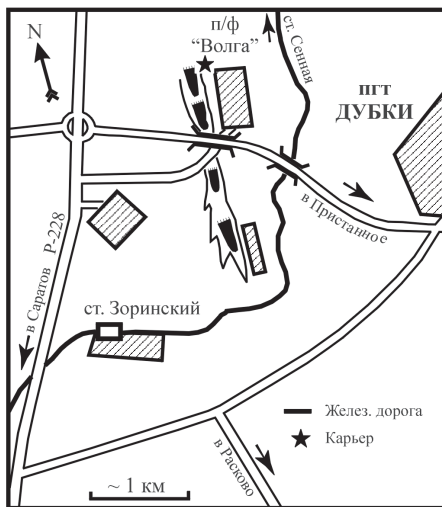 N
п/ф
“Волга”
ст. Сенная
пгт
ДУБКИ
в Пристанное
в Саратов Р-228
ст. Зоринский
Желез. дорога
Карьер
в Расково
~ 1 км